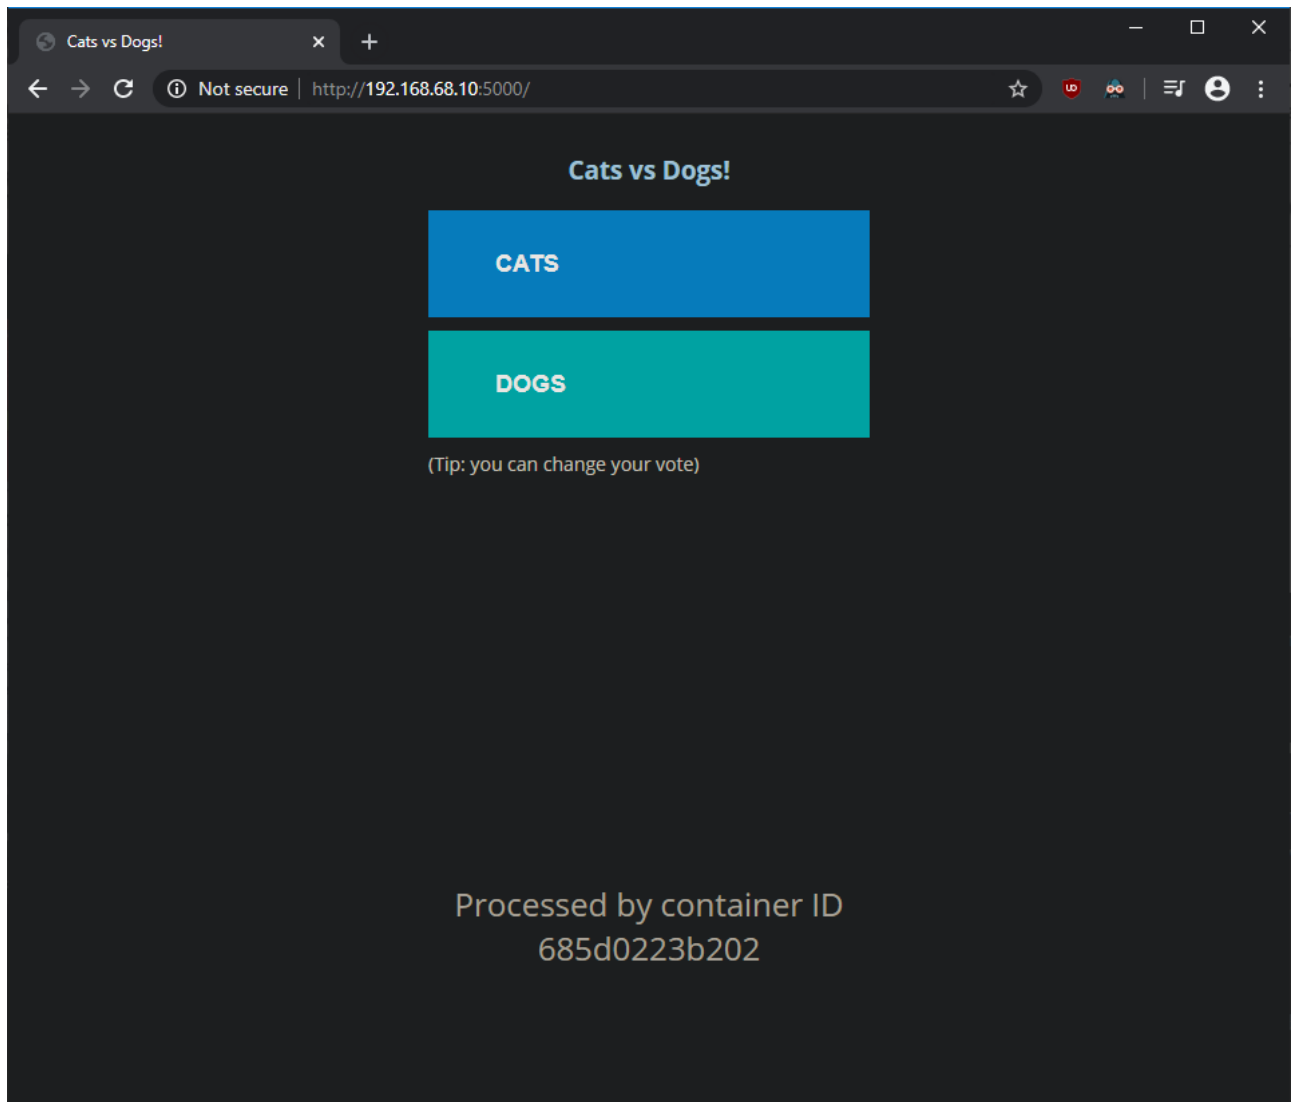 Cats vs Dogs!
Not secure
http://192.168.68.10:5000/
Cats vs Dogs!
CATS
DOGS
(Tip: you can change your vote)
Processed by container ID
685d0223b202